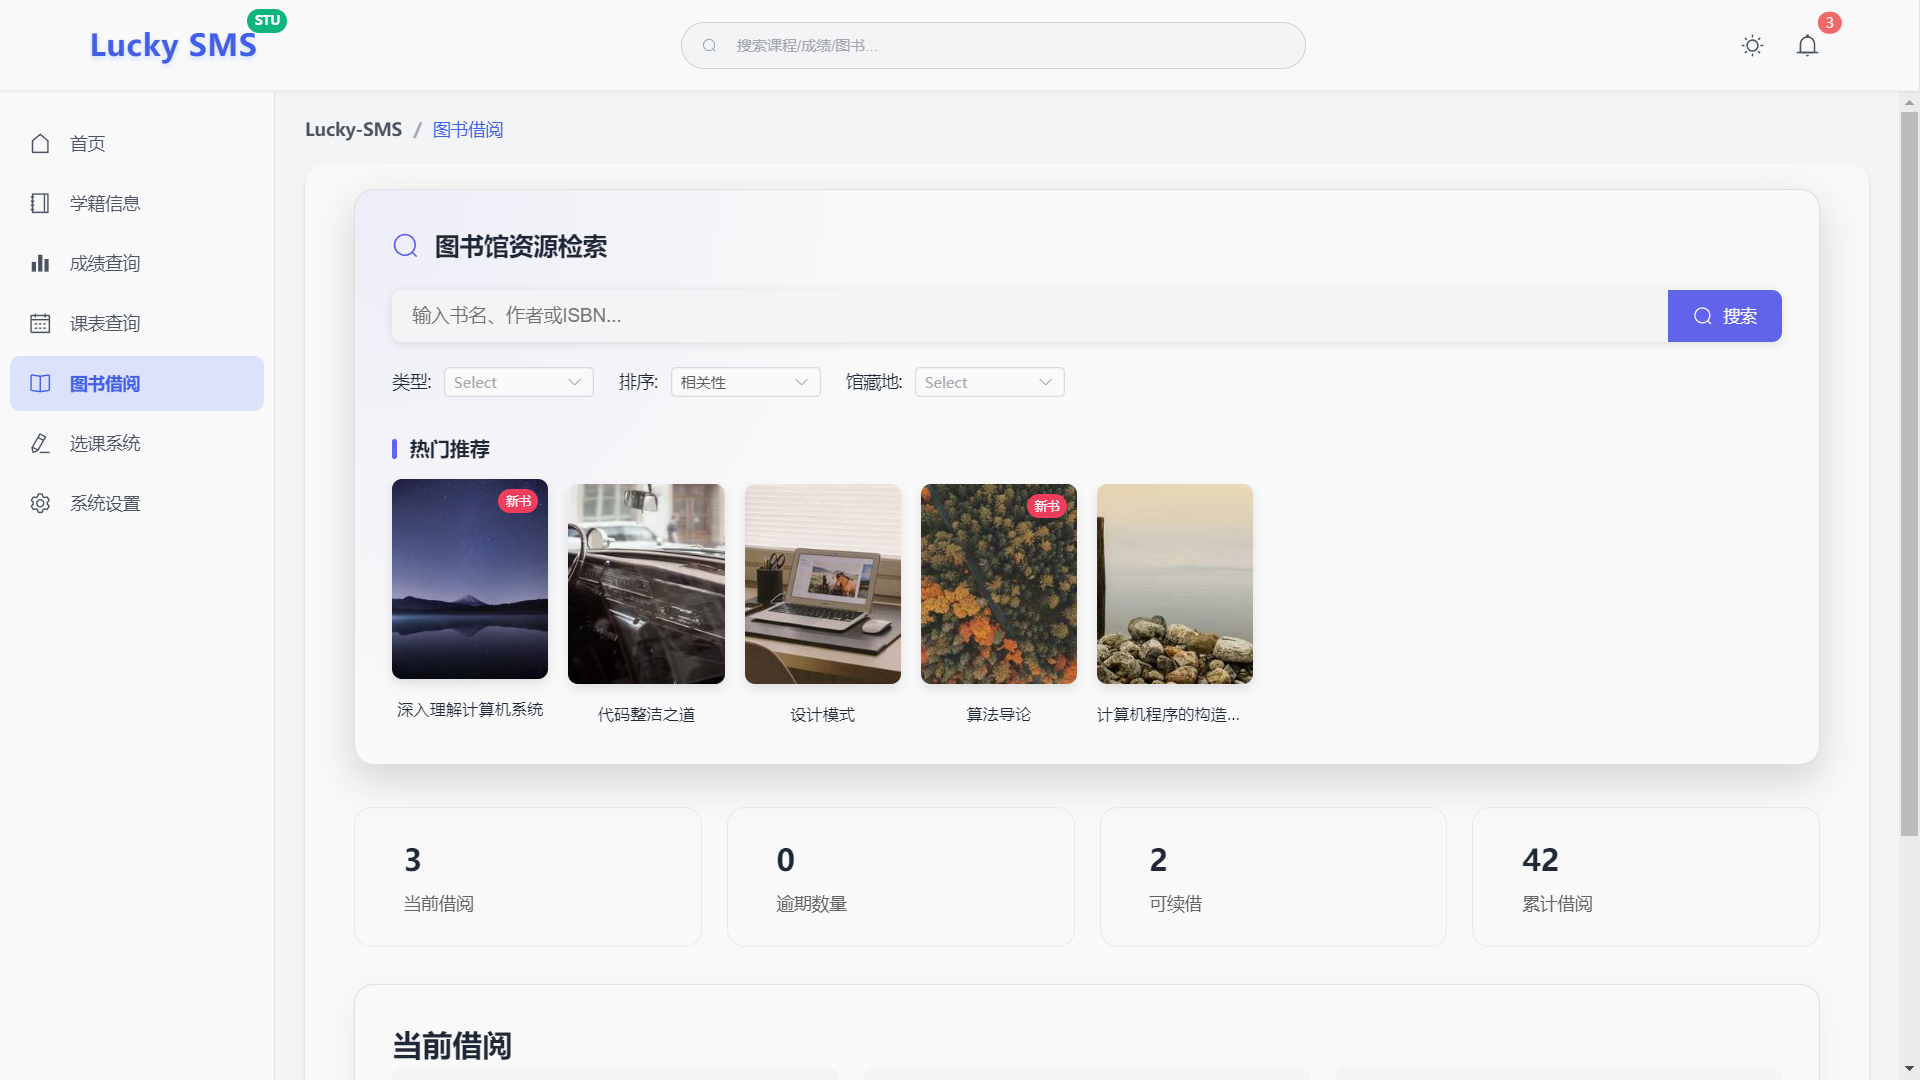 Lucky SMS
STU
搜索课程/成绩/图书...
3
首页
学籍信息
成绩查询
课表查询
图书借阅
选课系统
系统设置
Lucky-SMS / 图书借阅
图书馆资源检索
输入书名、作者或ISBN...
搜索
类型: Select 排序: 相关性 馆藏地: Select
热门推荐
新书
新书
深入理解计算机系统
代码整洁之道
设计模式
算法导论
计算机程序的构造...
3
当前借阅
0
逾期数量
2
可续借
42
累计借阅
当前借阅